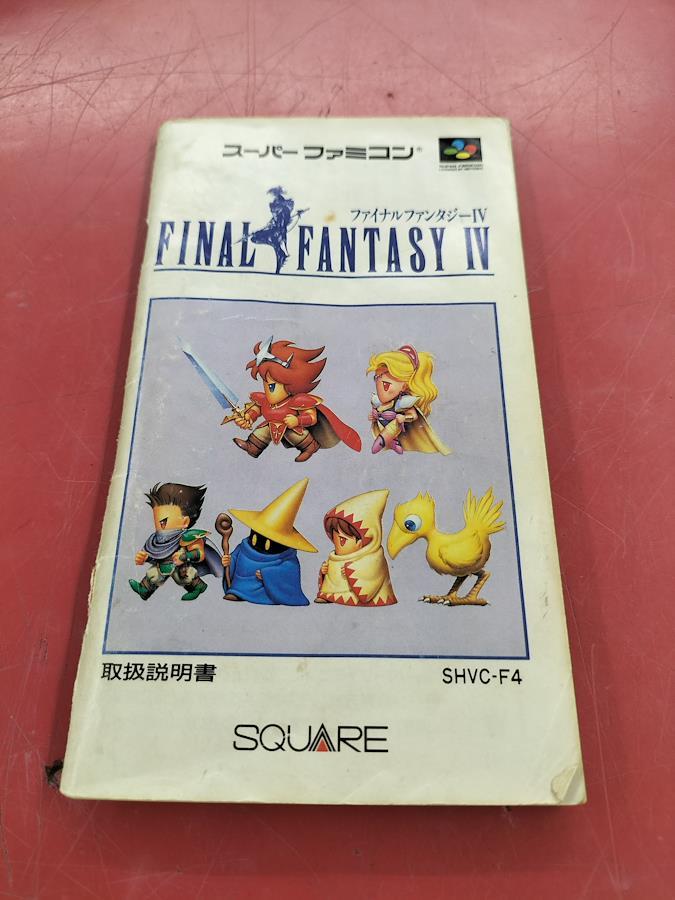 スーパーファミコン®
ファイナルファンタジーIV
FINAL FANTASY IV
取扱説明書
SHVC-F4
SQUARE